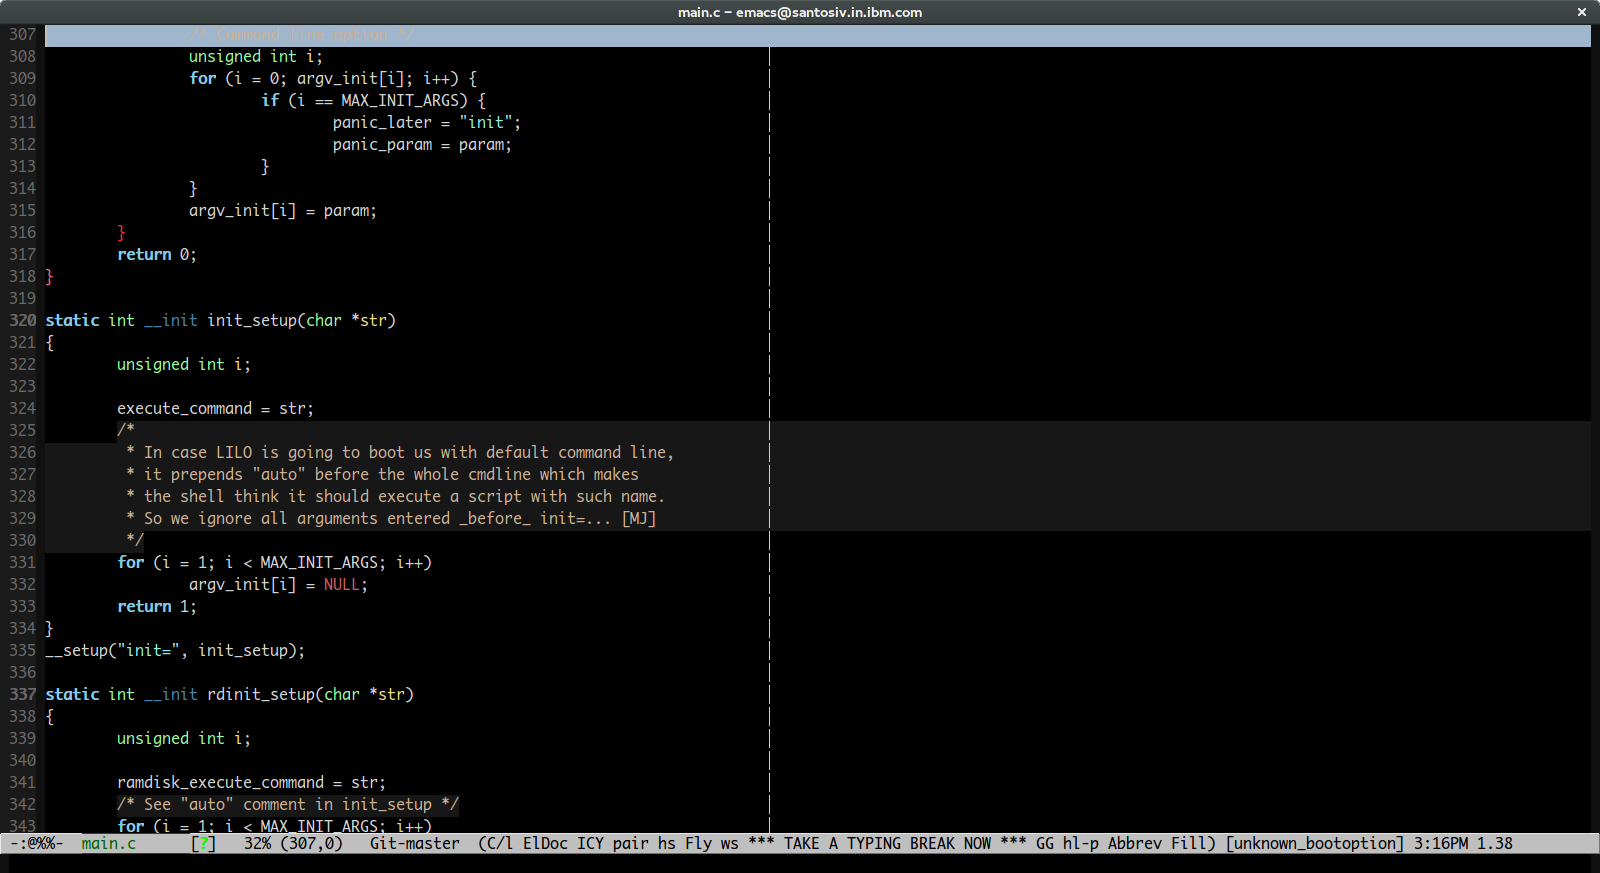 main.c – emacs@santosiv.in.ibm.com ×
307 /* Command line option */
308 unsigned int i;
309 for (i = 0; argv_init[i]; i++) {
310 if (i == MAX_INIT_ARGS) {
311 panic_later = "init";
312 panic_param = param;
313 }
314 }
315 argv_init[i] = param;
316 }
317 return 0;
318 }
319
320 static int __init init_setup(char *str)
321 {
322 unsigned int i;
323
324 execute_command = str;
325 /*
326 * In case LILO is going to boot us with default command line,
327 * it prepends "auto" before the whole cmdline which makes
328 * the shell think it should execute a script with such name.
329 * So we ignore all arguments entered _before_ init=... [MJ]
330 */
331 for (i = 1; i < MAX_INIT_ARGS; i++)
332 argv_init[i] = NULL;
333 return 1;
334 }
335 __setup("init=", init_setup);
336
337 static int __init rdinit_setup(char *str)
338 {
339 unsigned int i;
340
341 ramdisk_execute_command = str;
342 /* See "auto" comment in init_setup */
343 for (i = 1; i < MAX_INIT_ARGS; i++)
-:@%%- main.c [?] 32% (307,0) Git-master (C/l ElDoc ICY pair hs Fly ws *** TAKE A TYPING BREAK NOW *** GG hl-p Abbrev Fill) [unknown_bootoption] 3:16PM 1.38